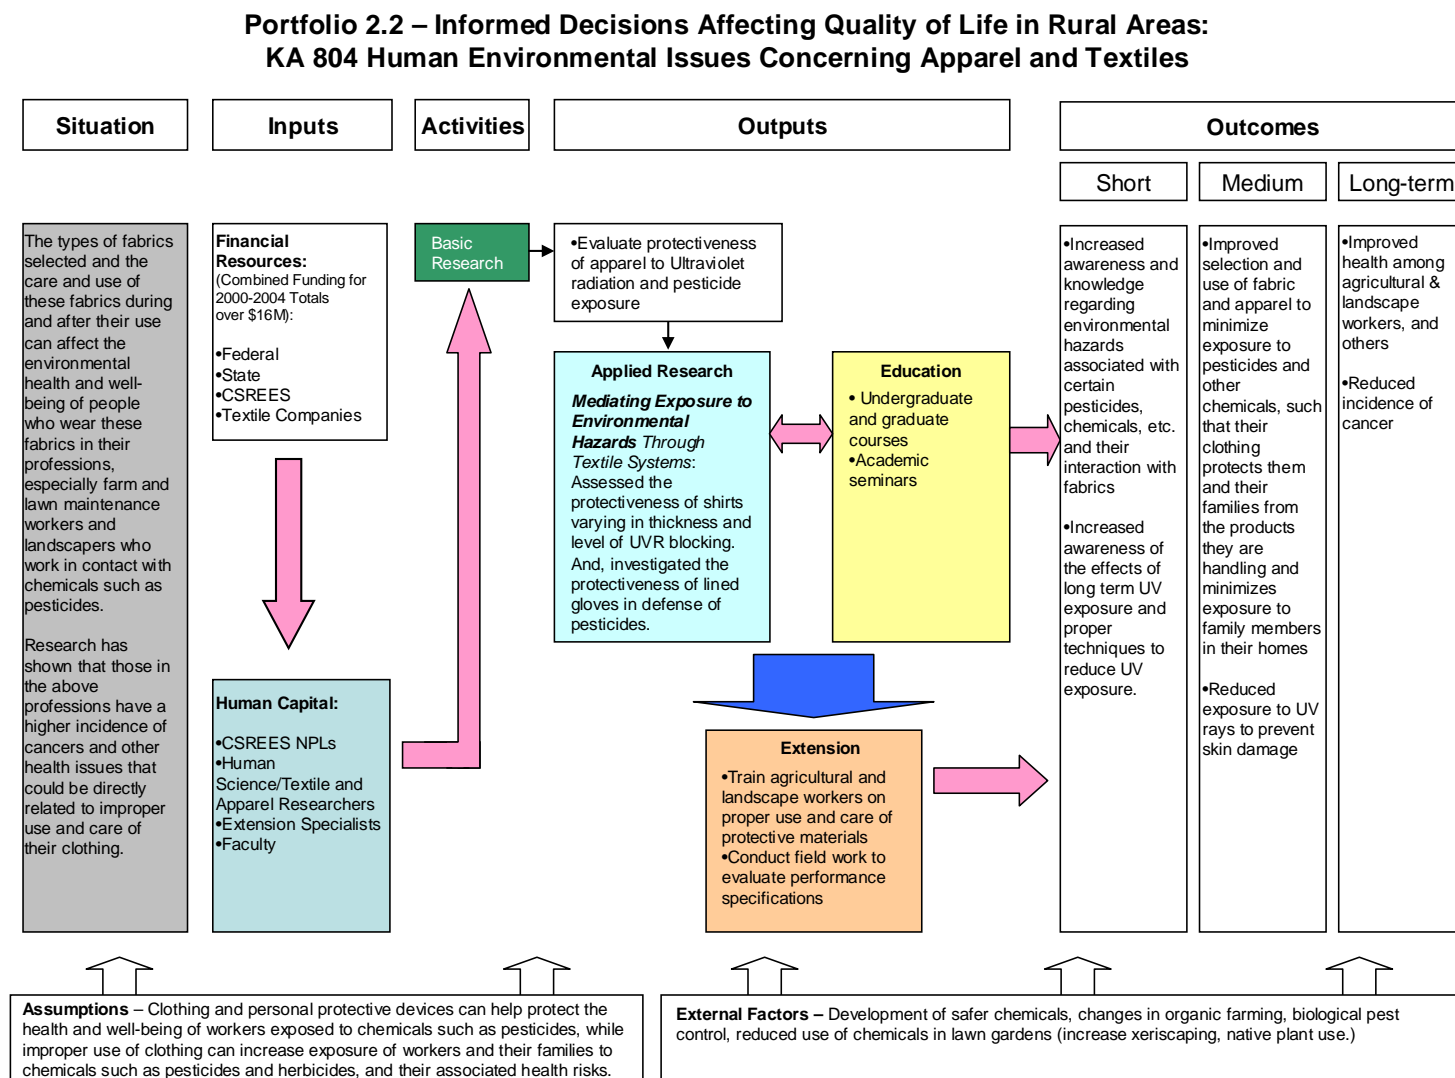 Portfolio 2.2 – Informed Decisions Affecting Quality of Life in Rural Areas:
KA 804 Human Environmental Issues Concerning Apparel and Textiles
Situation
Inputs
Activities
Outputs
Outcomes
Short
Medium
Long-term
The types of fabrics
selected and the
care and use of
these fabrics during
and after their use
can affect the
environmental
health and well-
being of people
who wear these
fabrics in their
professions,
especially farm and
lawn maintenance
workers and
landscapers who
work in contact with
chemicals such as
pesticides.
Research has
shown that those in
the above
professions have a
higher incidence of
cancers and other
health issues that
could be directly
related to improper
use and care of
their clothing.
Financial
Resources:
(Combined Funding for
2000-2004 Totals
over $16M):
•Federal
•State
•CSREES
•Textile Companies
Human Capital:
•CSREES NPLs
•Human
Science/Textile and
Apparel Researchers
•Extension Specialists
•Faculty
Basic
Research
•Evaluate protectiveness
of apparel to Ultraviolet
radiation and pesticide
exposure
Applied Research
Mediating Exposure to
Environmental
Hazards Through
Textile Systems:
Assessed the
protectiveness of shirts
varying in thickness and
level of UVR blocking.
And, investigated the
protectiveness of lined
gloves in defense of
pesticides.
Education
• Undergraduate
and graduate
courses
•Academic
seminars
Extension
•Train agricultural and
landscape workers on
proper use and care of
protective materials
•Conduct field work to
evaluate performance
specifications
•Increased
awareness and
knowledge
regarding
environmental
hazards
associated with
certain
pesticides,
chemicals, etc.
and their
interaction with
fabrics
•Increased
awareness of
the effects of
long term UV
exposure and
proper
techniques to
reduce UV
exposure.
•Improved
selection and
use of fabric
and apparel to
minimize
exposure to
pesticides and
other
chemicals, such
that their
clothing
protects them
and their
families from
the products
they are
handling and
minimizes
exposure to
family members
in their homes
•Reduced
exposure to UV
rays to prevent
skin damage
•Improved
health among
agricultural &
landscape
workers, and
others
•Reduced
incidence of
cancer
Assumptions – Clothing and personal protective devices can help protect the
health and well-being of workers exposed to chemicals such as pesticides, while
improper use of clothing can increase exposure of workers and their families to
chemicals such as pesticides and herbicides, and their associated health risks.
External Factors – Development of safer chemicals, changes in organic farming, biological pest
control, reduced use of chemicals in lawn gardens (increase xeriscaping, native plant use.)